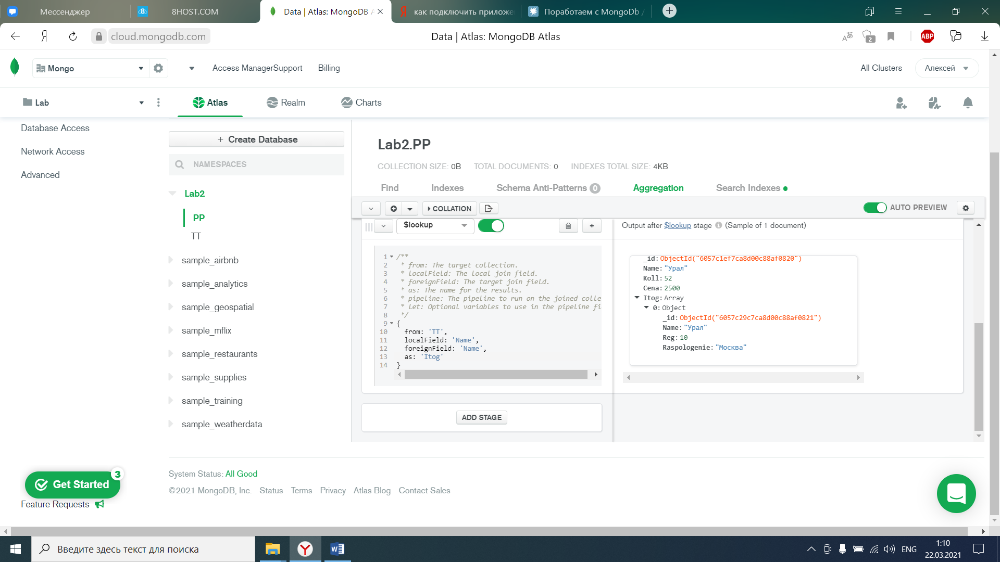 Мессенджер
8HOST.COM
Data | Atlas: MongoDB A
как подключить приложе
Поработаем с MongoDb /
cloud.mongodb.com
Data | Atlas: MongoDB Atlas
2
ABP
Mongo
Access Manager
Support
Billing
All Clusters
Алексей
Lab
Atlas
Realm
Charts
Database Access
Network Access
Advanced
+ Create Database
NAMESPACES
Lab2
PP
TT
sample_airbnb
sample_analytics
sample_geospatial
sample_mflix
sample_restaurants
sample_supplies
sample_training
sample_weatherdata
Lab2.PP
COLLECTION SIZE: 0B TOTAL DOCUMENTS: 0 INDEXES TOTAL SIZE: 4KB
Find Indexes Schema Anti-Patterns 0 Aggregation Search Indexes
COLLATION
AUTO PREVIEW
$lookup
Output after $lookup stage (Sample of 1 document)
1 /**
2 * from: The target collection.
3 * localField: The local join field.
4 * foreignField: The target join field.
5 * as: The name for the results.
6 * pipeline: The pipeline to run on the joined colle
7 * let: Optional variables to use in the pipeline fi
8 */
9 {
10 from: 'TT',
11 localField: 'Name',
12 foreignField: 'Name',
13 as: 'Itog'
14 }
_id: ObjectId("6057c1ef7ca8d00c88af0820")
Name: "Урал"
Koll: 52
Cena: 2500
Itog: Array
0: Object
_id: ObjectId("6057c29c7ca8d00c88af0821")
Name: "Урал"
Reg: 10
Raspologenie: "Москва"
ADD STAGE
System Status: All Good
©2021 MongoDB, Inc. Status Terms Privacy Atlas Blog Contact Sales
Get Started
3
Feature Requests
Введите здесь текст для поиска
ENG
1:10
22.03.2021